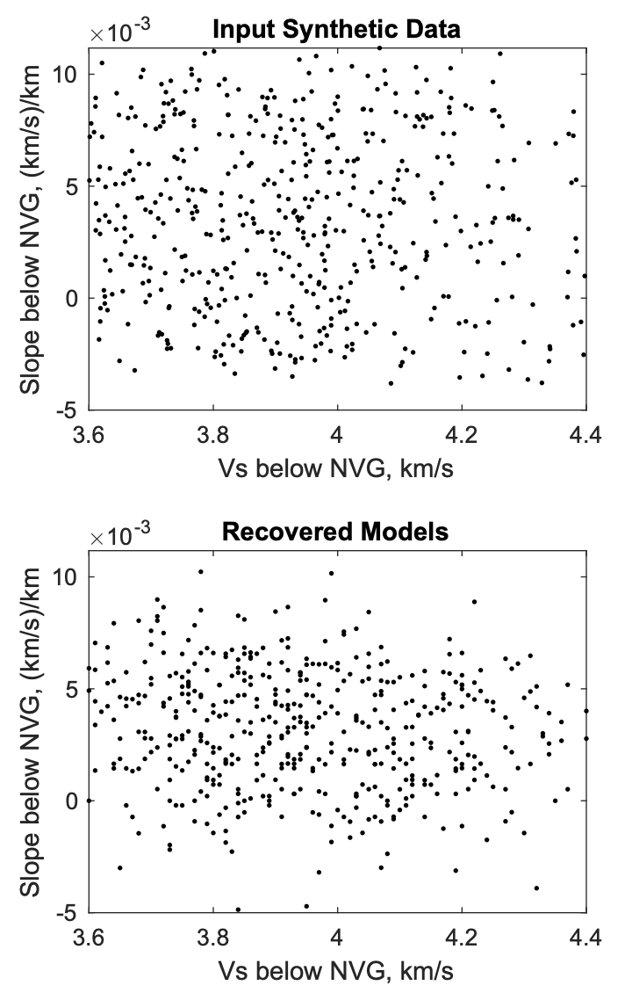 ×10⁻³
Input Synthetic Data
10
5
0
-5
Slope below NVG, (km/s)/km
3.6 3.8 4 4.2 4.4
Vs below NVG, km/s
×10⁻³
Recovered Models
10
5
0
-5
Slope below NVG, (km/s)/km
3.6 3.8 4 4.2 4.4
Vs below NVG, km/s